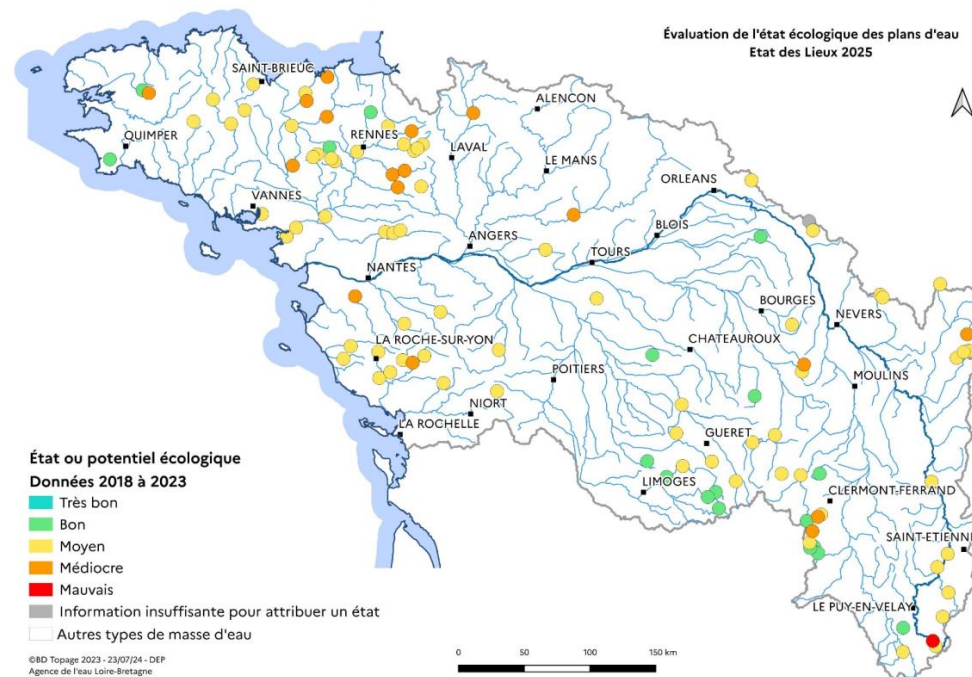 Évaluation de l'état écologique des plans d'eau
Etat des Lieux 2025
SAINT-BRIEUC
ALENCON
QUIMPER
RENNES
LAVAL
LE MANS
ORLEANS
VANNES
BLOIS
ANGERS
TOURS
NANTES
BOURGES
NEVERS
LA ROCHE-SUR-YON
CHATEAUROUX
POITIERS
MOULINS
NIORT
LA ROCHELLE
GUERET
LIMOGES
CLERMONT-FERRAND
SAINT-ETIENNE
LE PUY-EN-VELAY
État ou potentiel écologique
Données 2018 à 2023
Très bon
Bon
Moyen
Médiocre
Mauvais
Information insuffisante pour attribuer un état
Autres types de masse d'eau
©BD Topage 2023 - 23/07/24 - DEP
Agence de l'eau Loire-Bretagne
0 50 100 150 km